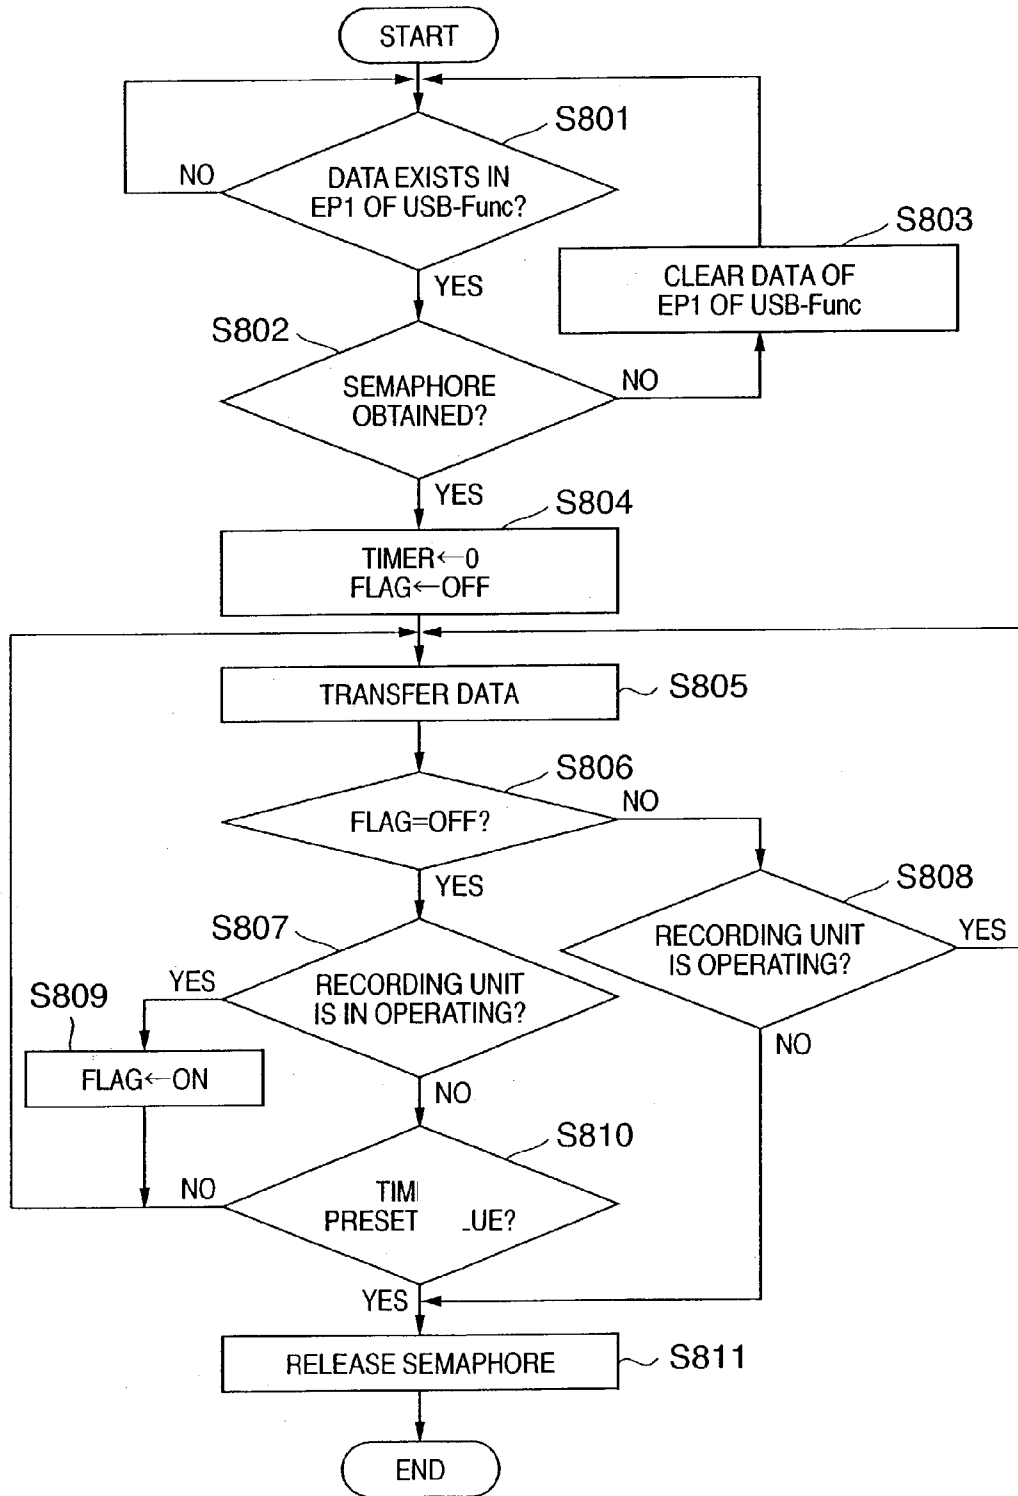 START
S801
NO
DATA EXISTS IN
EP1 OF USB-Func?
S803
CLEAR DATA OF
EP1 OF USB-Func
YES
S802
SEMAPHORE
OBTAINED?
NO
YES
S804
TIMER←0
FLAG←OFF
TRANSFER DATA
S805
S806
FLAG=OFF?
NO
YES
S808
RECORDING UNIT
IS OPERATING?
YES
NO
S807
RECORDING UNIT
IS IN OPERATING?
YES
S809
FLAG←ON
NO
S810
NO
PRESET
YES
RELEASE SEMAPHORE
S811
END